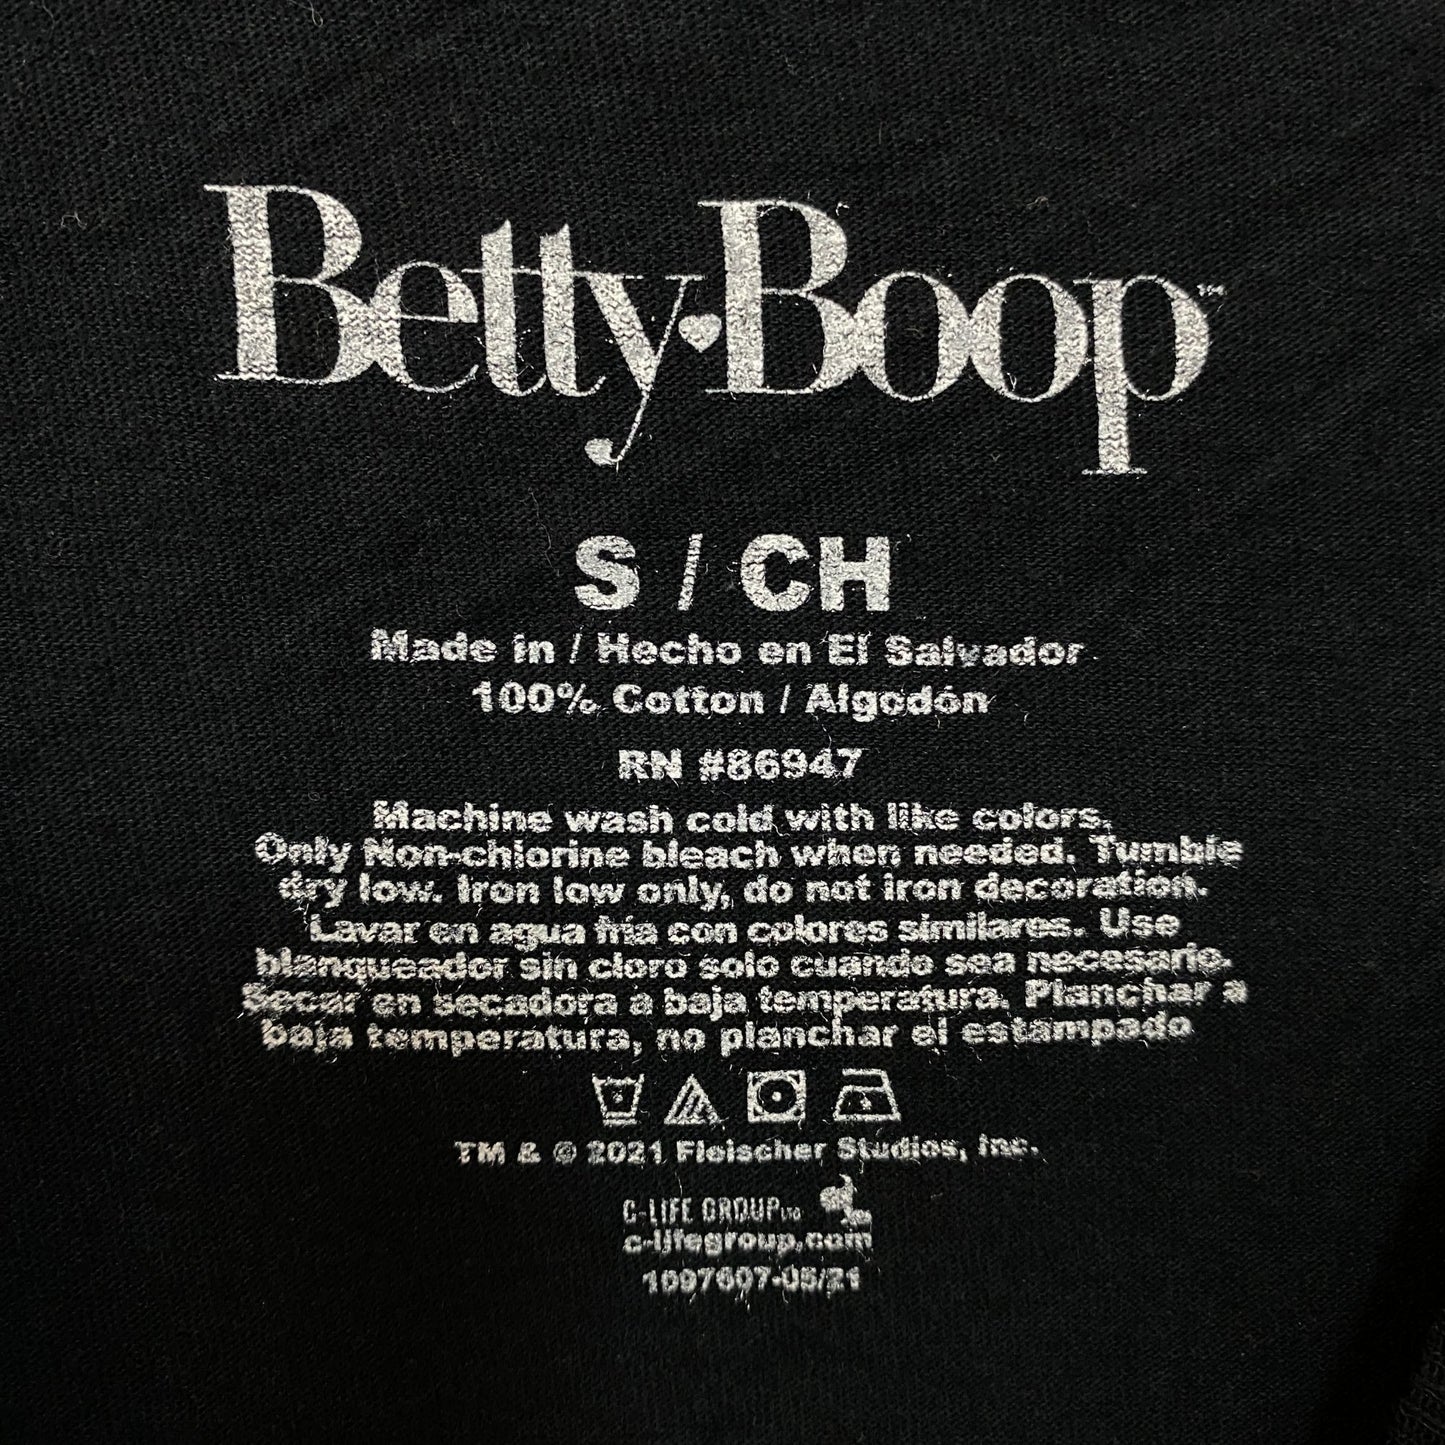 Betty Boop™
S / CH
Made in / Hecho en El Salvador
100% Cotton / Algodón
RN #86947
Machine wash cold with like colors.
Only Non-chlorine bleach when needed. Tumble
dry low. Iron low only, do not iron decoration.
Lavar en agua fría con colores similares. Use
blanqueador sin cloro solo cuando sea necesario.
Secar en secadora a baja temperatura. Planchar a
baja temperatura, no planchar el estampado
TM & © 2021 Fleischer Studios, Inc.
C-LIFE GROUP LTD
c-lifegroup.com
1097607-05/21